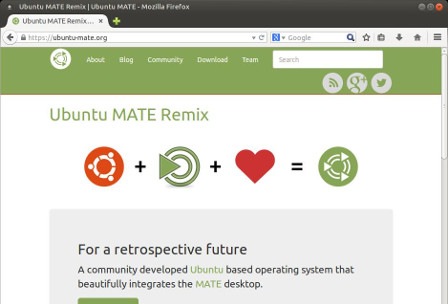 Ubuntu MATE Remix | Ubuntu MATE - Mozilla Firefox
Ubuntu MATE Remix...
https://ubuntu-mate.org
Google
About Blog Community Download Team
Search
g+
Ubuntu MATE Remix
+ + =
For a retrospective future
A community developed Ubuntu based operating system that
beautifully integrates the MATE desktop.